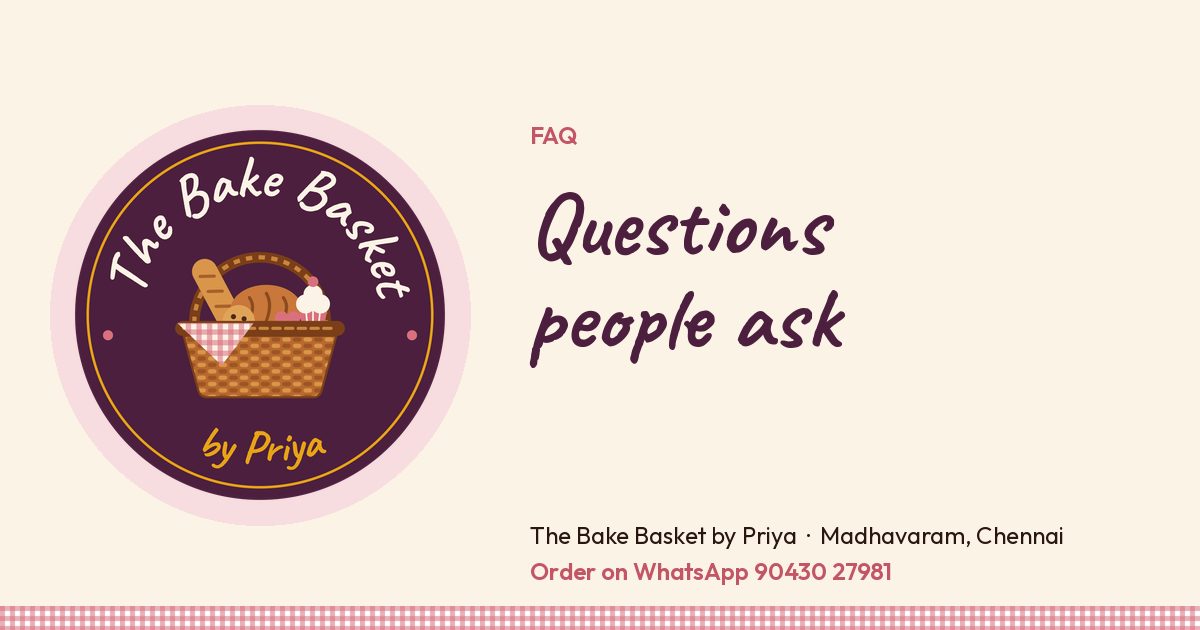 The Bake Basket
by Priya
FAQ
Questions
people ask
The Bake Basket by Priya · Madhavaram, Chennai
Order on WhatsApp 90430 27981